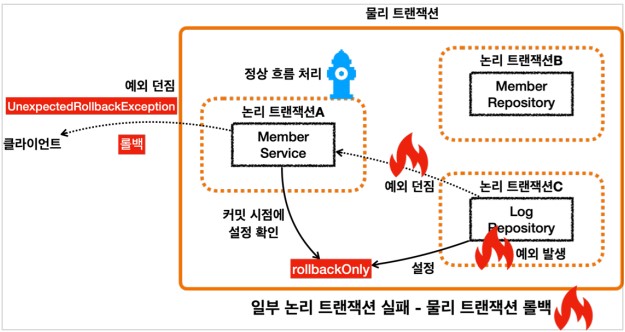 물리 트랜잭션
정상 흐름 처리
논리 트랜잭션B
Member
Repository
예외 던짐
UnexpectedRollbackException
논리 트랜잭션A
Member
Service
클라이언트
롤백
예외 던짐
논리 트랜잭션C
Log
Repository
커밋 시점에
설정 확인
예외 발생
rollbackOnly
설정
일부 논리 트랜잭션 실패 - 물리 트랜잭션 롤백